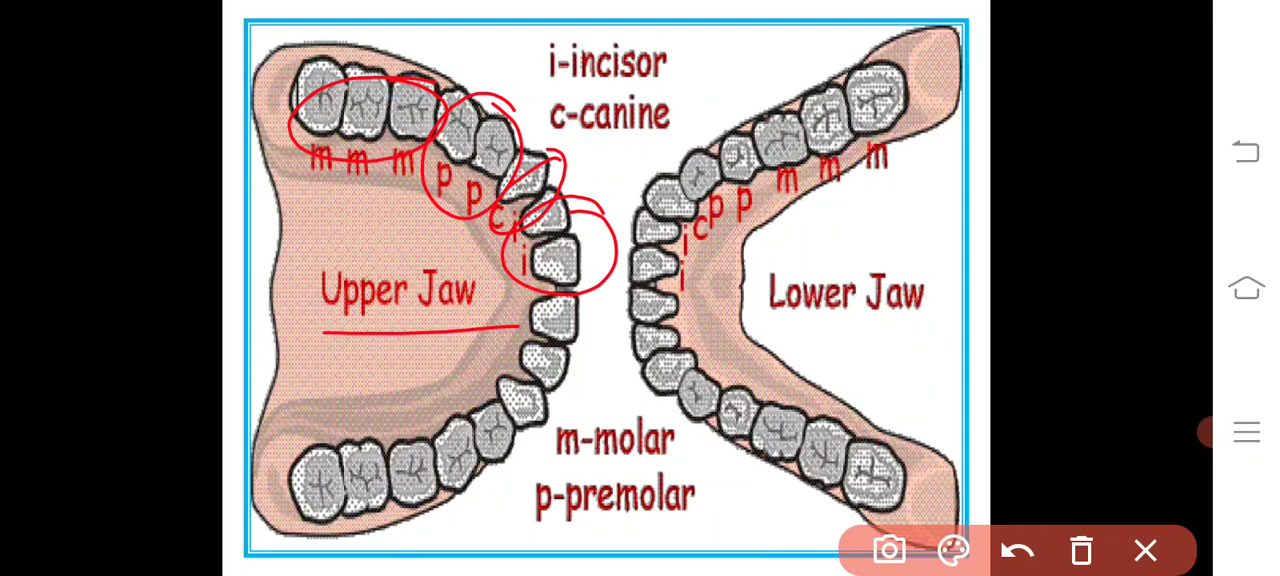 i-incisor
c-canine
m m m p p c i i
Upper Jaw
i i c p p m m m
Lower Jaw
m-molar
p-premolar